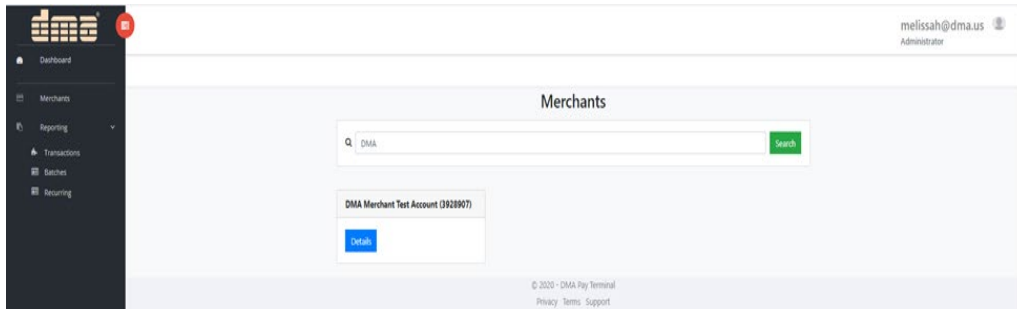 dma
melissah@dma.us
Administrator
Dashboard
Merchants
Reporting
Transactions
Batches
Recurring
Merchants
DMA
Search
DMA Merchant Test Account (3928907)
Details
© 2020 - DMA Pay Terminal
Privacy Terms Support